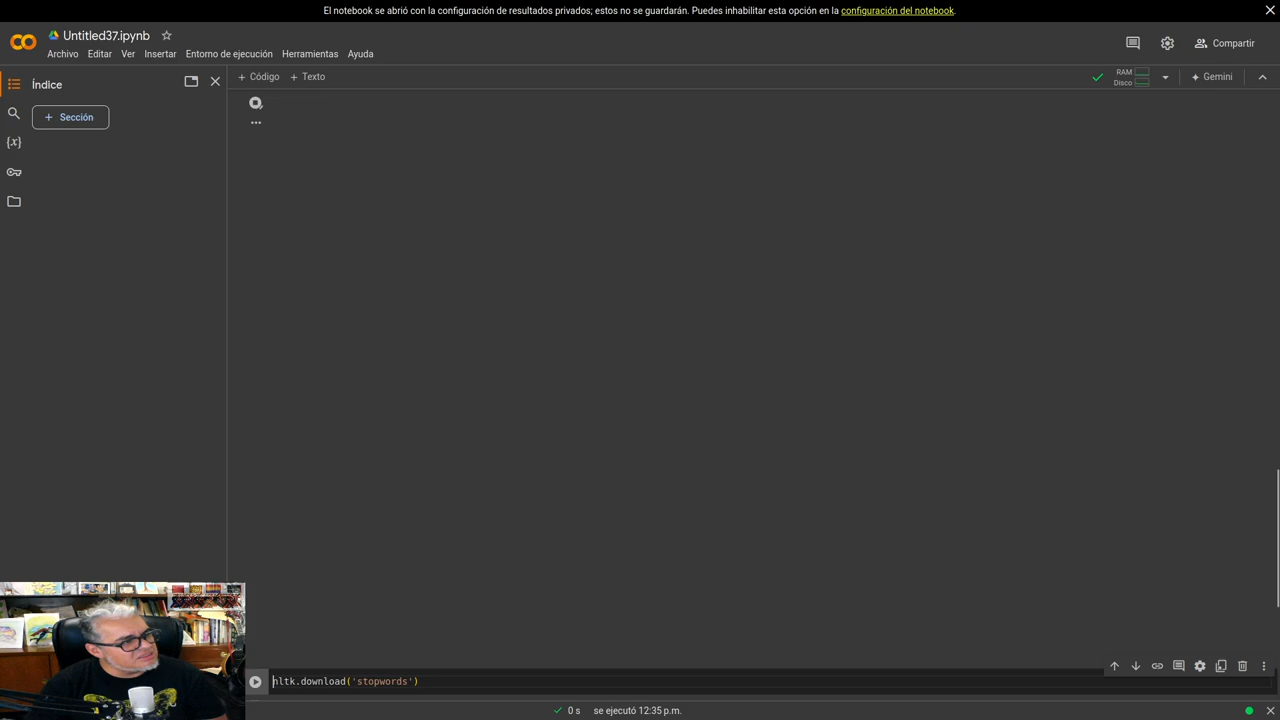 El notebook se abrió con la configuración de resultados privados; estos no se guardarán. Puedes inhabilitar esta opción en la configuración del notebook.
Untitled37.ipynb
Archivo Editar Ver Insertar Entorno de ejecución Herramientas Ayuda
Compartir
Índice
+ Código + Texto
RAM
Disco
Gemini
+ Sección
{x}
...
nltk.download('stopwords')
0 s se ejecutó 12:35 p.m.